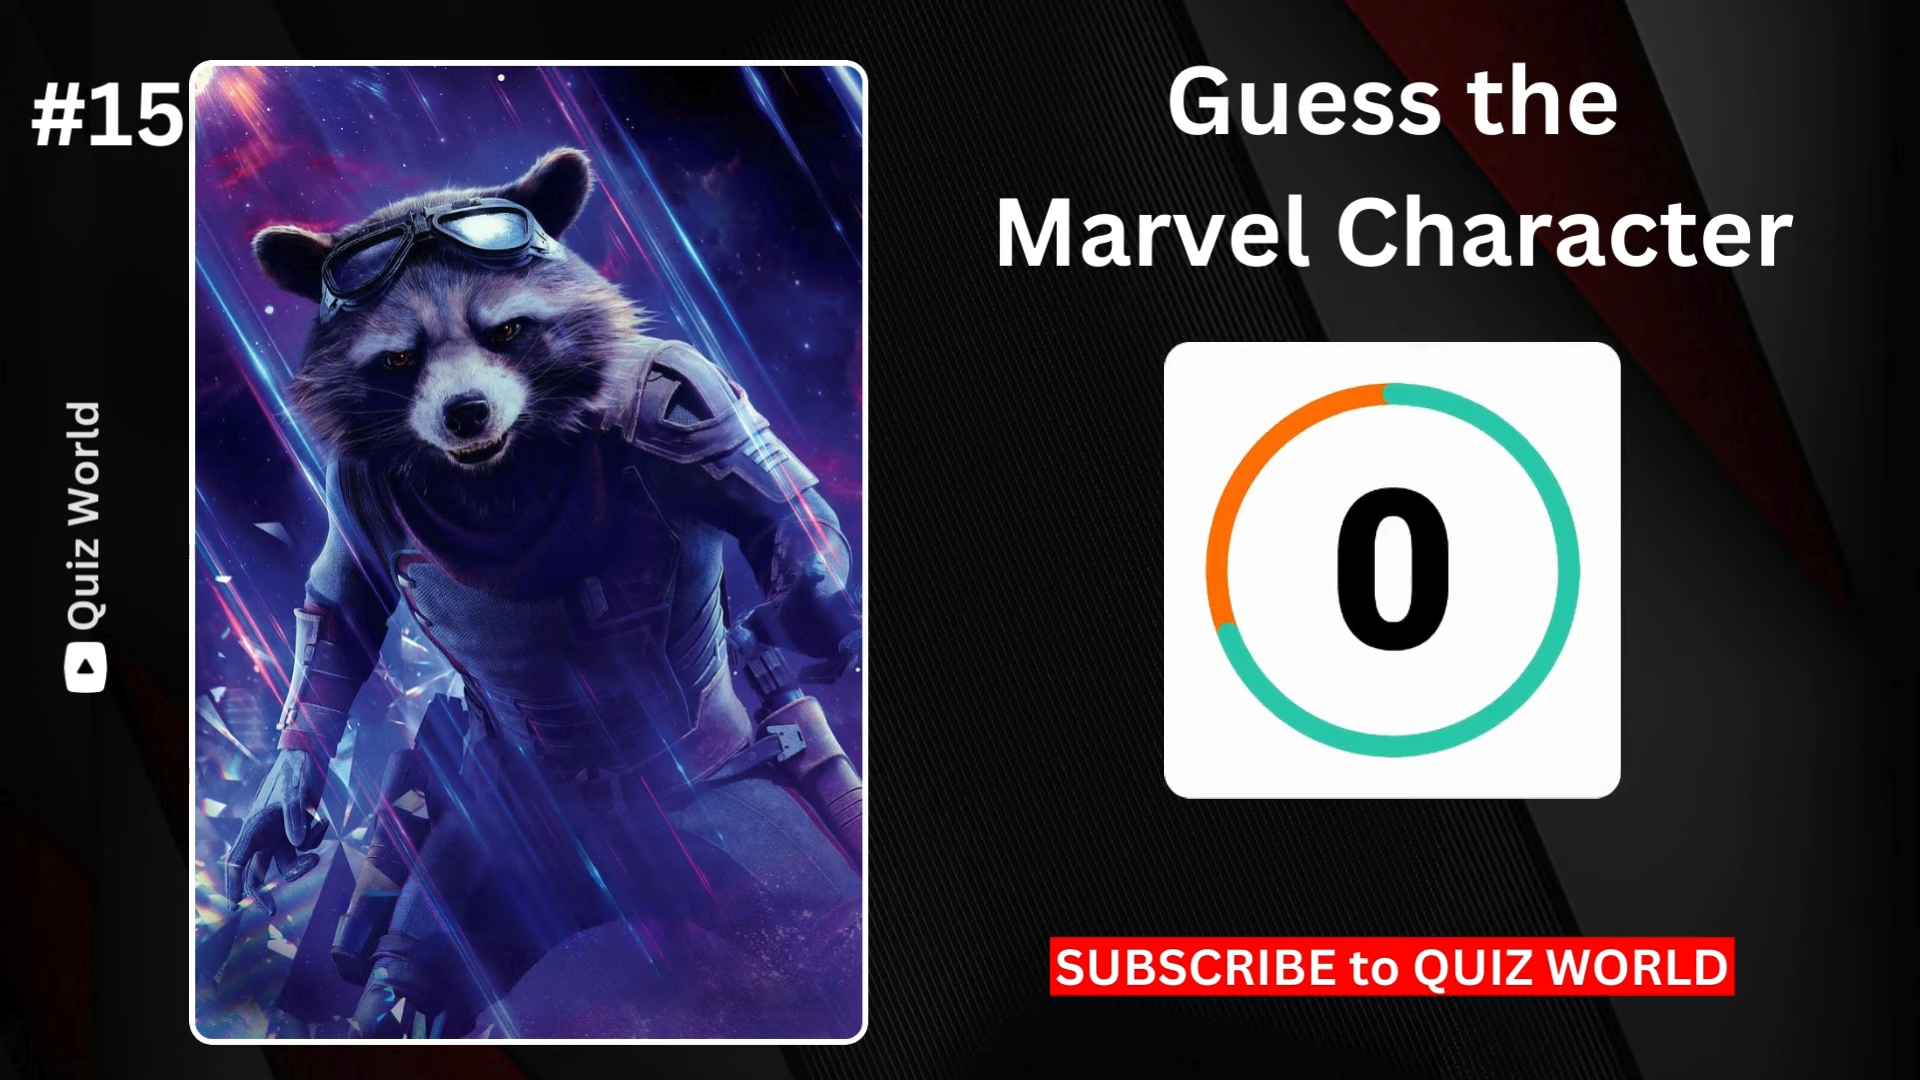 #15
Guess the
Marvel Character
0
Quiz World
SUBSCRIBE to QUIZ WORLD